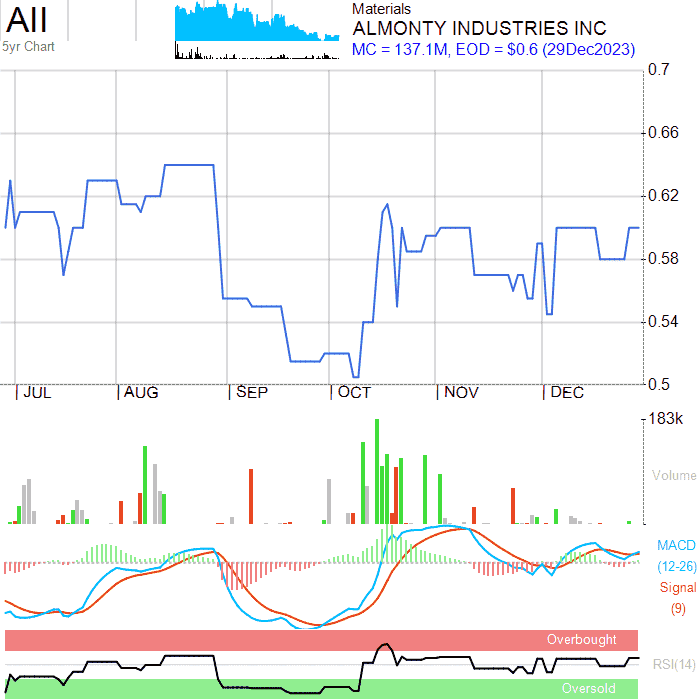 AII
5yr Chart
Materials
ALMONTY INDUSTRIES INC
MC = 137.1M, EOD = $0.6 (29Dec2023)
0.7
0.66
0.62
0.58
0.54
0.5
JUL AUG SEP OCT NOV DEC
183k
Volume
MACD
(12-26)
Signal
(9)
Overbought
RSI(14)
Oversold